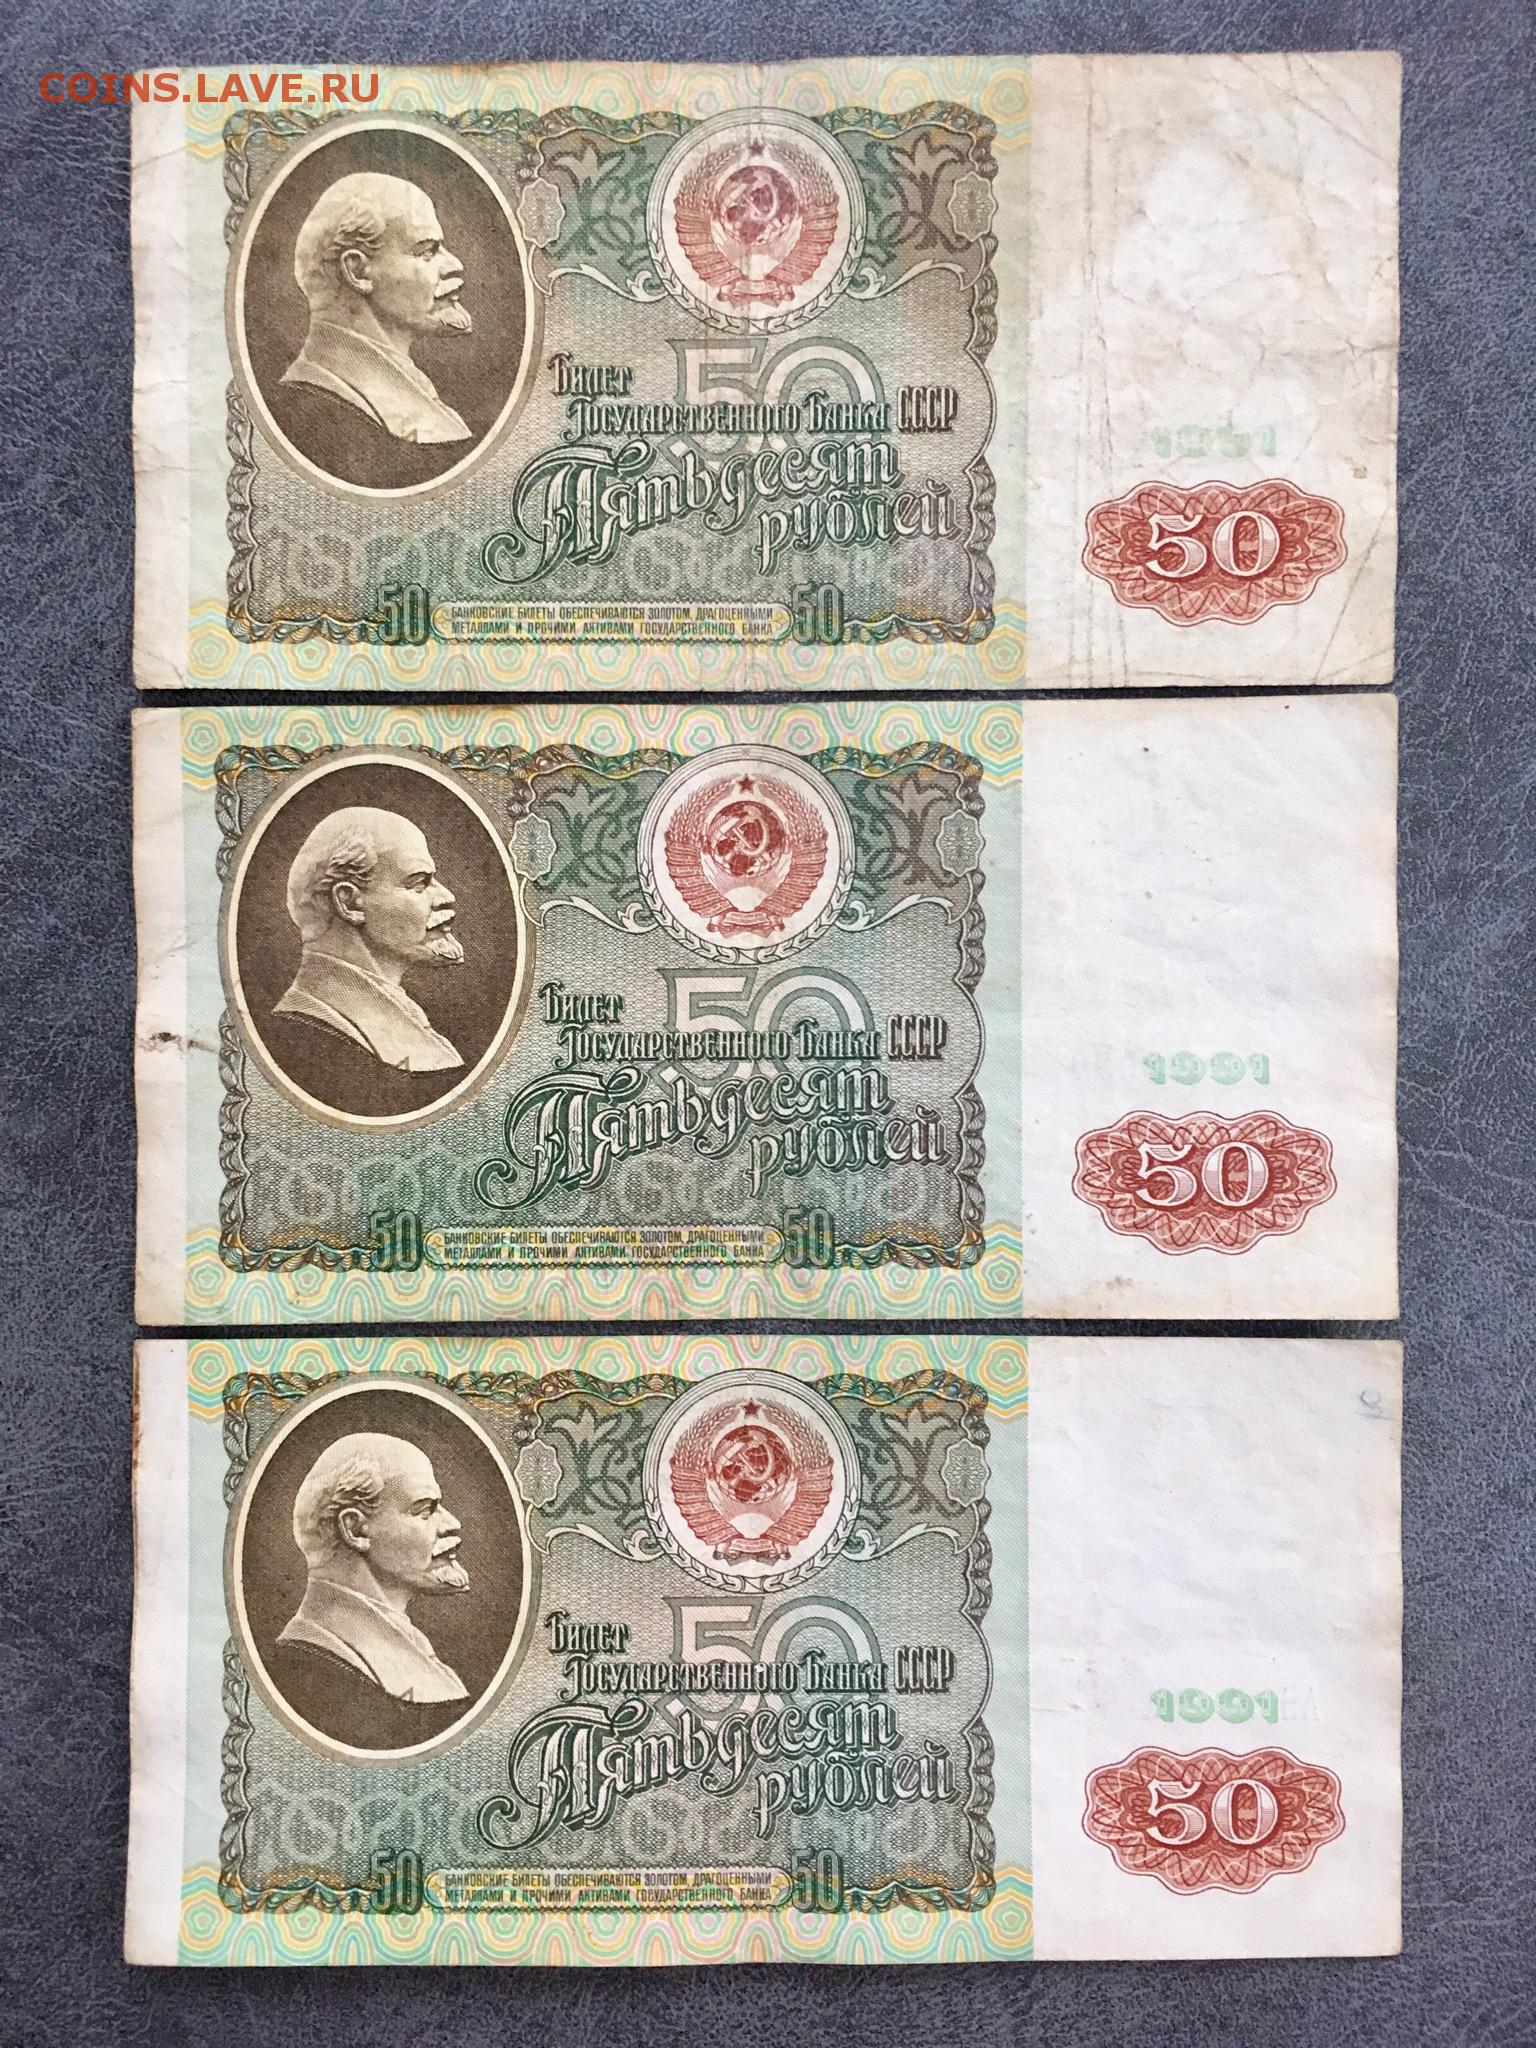 COINS.LAVE.RU
50
Билет
Государственного Банка СССР
Пятьдесят
рублей
1991
50
50
БАНКОВСКИЕ БИЛЕТЫ ОБЕСПЕЧИВАЮТСЯ ЗОЛОТОМ, ДРАГОЦЕННЫМИ
МЕТАЛЛАМИ И ПРОЧИМИ АКТИВАМИ ГОСУДАРСТВЕННОГО БАНКА
50
50
Билет
Государственного Банка СССР
Пятьдесят
рублей
1991
50
50
БАНКОВСКИЕ БИЛЕТЫ ОБЕСПЕЧИВАЮТСЯ ЗОЛОТОМ, ДРАГОЦЕННЫМИ
МЕТАЛЛАМИ И ПРОЧИМИ АКТИВАМИ ГОСУДАРСТВЕННОГО БАНКА
50
50
Билет
Государственного Банка СССР
Пятьдесят
рублей
1991
50
50
БАНКОВСКИЕ БИЛЕТЫ ОБЕСПЕЧИВАЮТСЯ ЗОЛОТОМ, ДРАГОЦЕННЫМИ
МЕТАЛЛАМИ И ПРОЧИМИ АКТИВАМИ ГОСУДАРСТВЕННОГО БАНКА
50